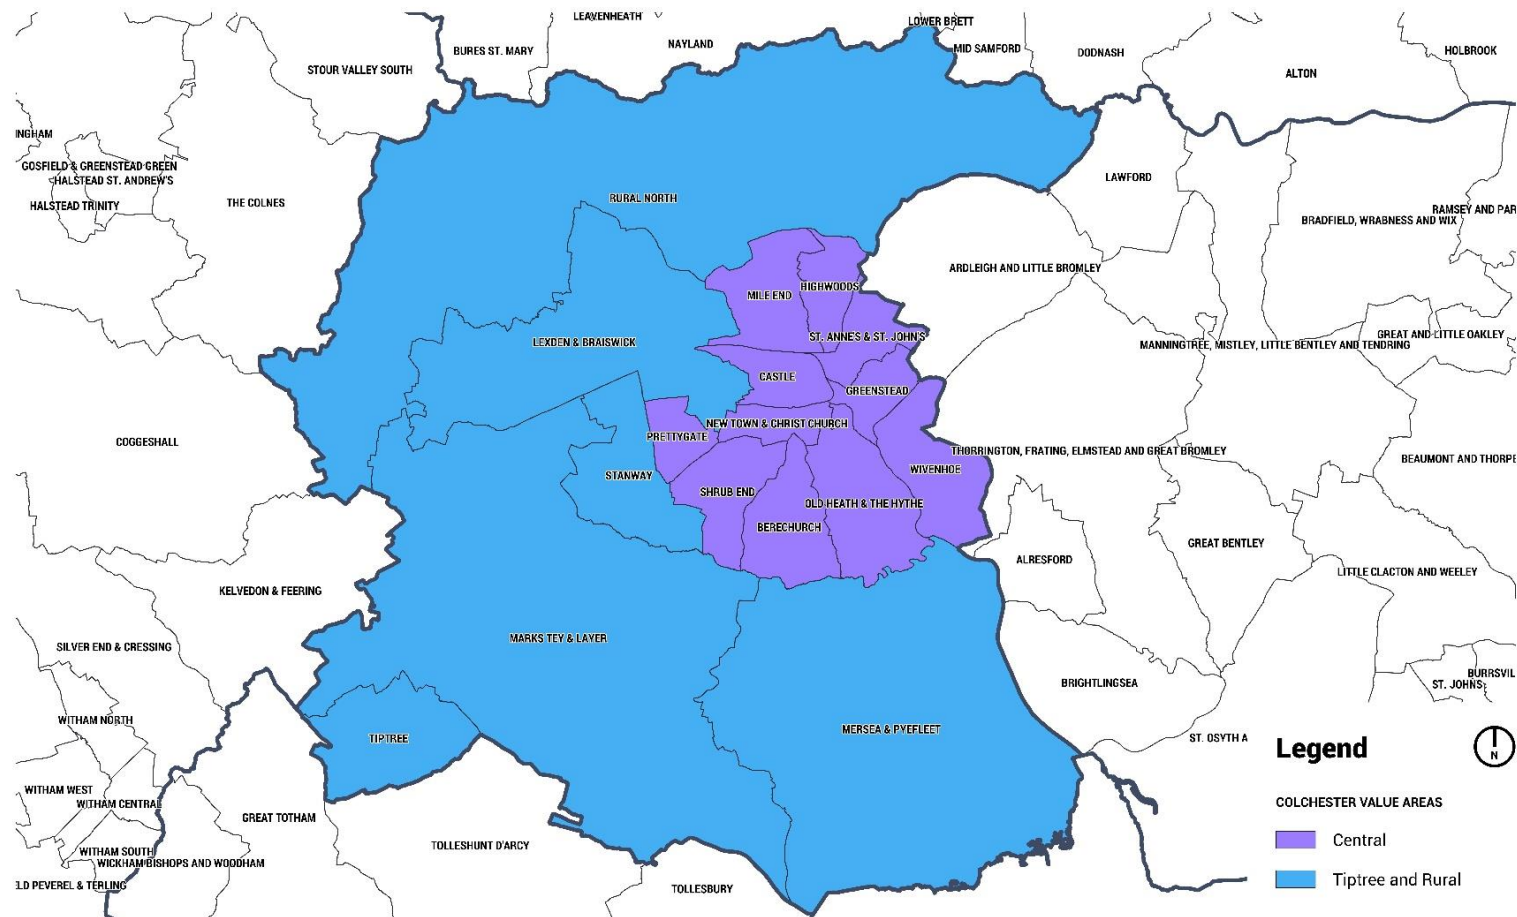 LEAVENHEATH
LOWER BRETT
BURES ST. MARY
NAYLAND
MID SAMFORD
DODNASH
HOLBROOK
STOUR VALLEY SOUTH
ALTON
INGHAM
GOSFIELD & GREENSTEAD GREEN
HALSTEAD ST. ANDREW'S
LAWFORD
THE COLNES
RURAL NORTH
HALSTEAD TRINITY
RAMSEY AND PAR
BRADFIELD, WRABNESS AND WIX
ARDLEIGH AND LITTLE BROMLEY
HIGHWOODS
MILE END
ST. ANNE'S & ST. JOHN'S
GREAT AND LITTLE OAKLEY
LEXDEN & BRAISWICK
MANNINGTREE, MISTLEY, LITTLE BENTLEY AND TENDRING
CASTLE
GREENSTEAD
NEW TOWN & CHRIST CHURCH
PRETTYGATE
COGGESHALL
THORRINGTON, FRATING, ELMSTEAD AND GREAT BROMLEY
BEAUMONT AND THORPE
WIVENHOE
STANWAY
SHRUB END
OLD HEATH & THE HYTHE
BERECHURCH
GREAT BENTLEY
ALRESFORD
LITTLE CLACTON AND WEELEY
KELVEDON & FEERING
MARKS TEY & LAYER
SILVER END & CRESSING
BURRSVIL
ST. JOHN'S
BRIGHTLINGSEA
WITHAM NORTH
MERSEA & PYEFLEET
TIPTREE
ST. OSYTH A
Legend
N
WITHAM WEST
WITHAM CENTRAL
COLCHESTER VALUE AREAS
GREAT TOTHAM
Central
TOLLESHUNT D'ARCY
WITHAM SOUTH
WICKHAM BISHOPS AND WOODHAM
Tiptree and Rural
LD PEVEREL & TERLING
TOLLESBURY